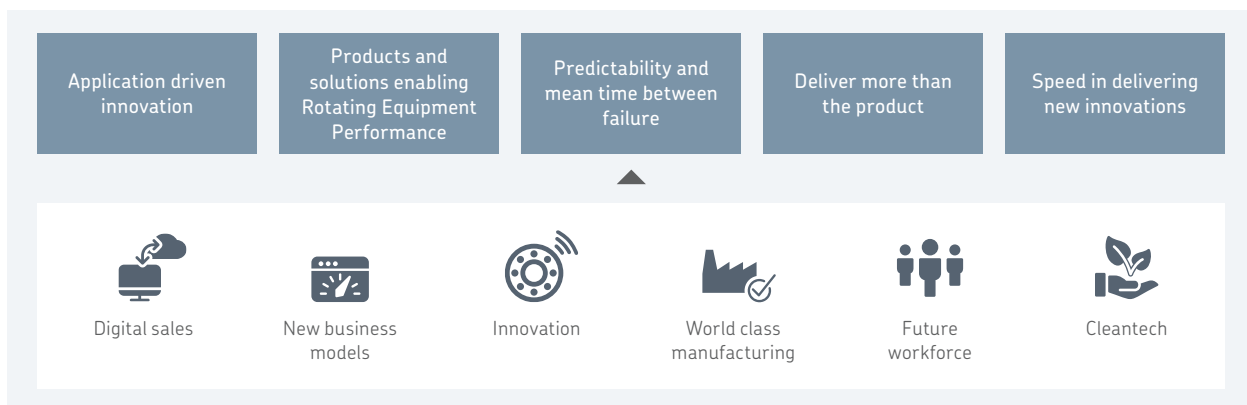 Application driven
innovation
Products and
solutions enabling
Rotating Equipment
Performance
Predictability and
mean time between
failure
Deliver more than
the product
Speed in delivering
new innovations
Digital sales
New business
models
Innovation
World class
manufacturing
Future
workforce
Cleantech